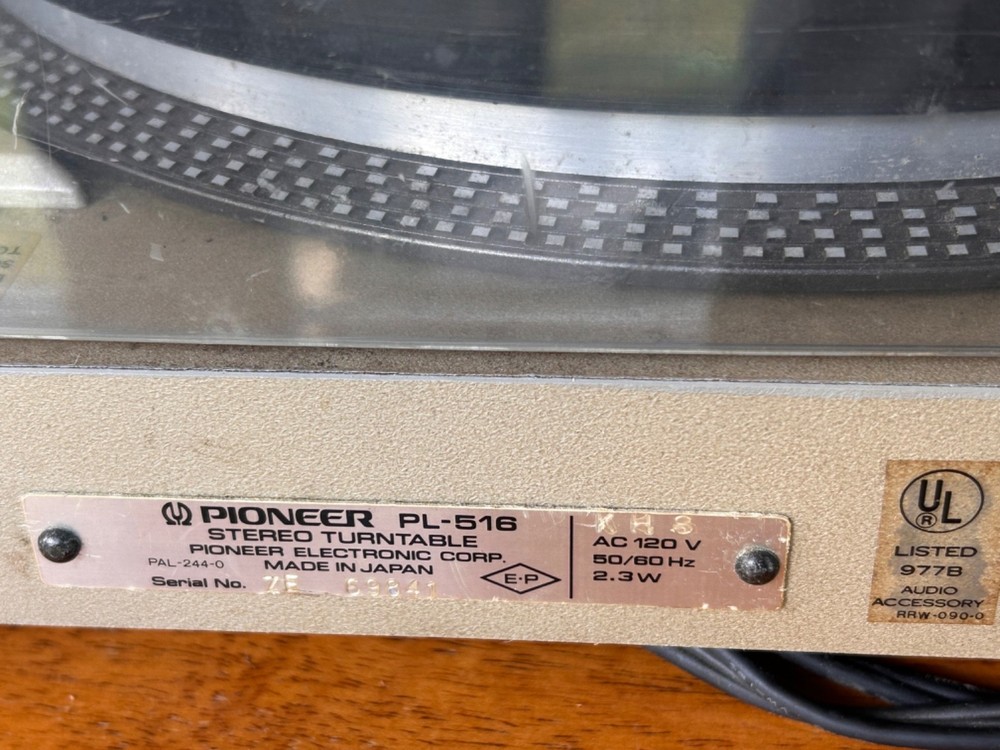 PIONEER PL-516
STEREO TURNTABLE
PIONEER ELECTRONIC CORP.
PAL-244-0 MADE IN JAPAN
Serial No.
E·P
AC 120 V
50/60 Hz
2.3 W
UL
R
LISTED
977B
AUDIO
ACCESSORY
RRW-090-0